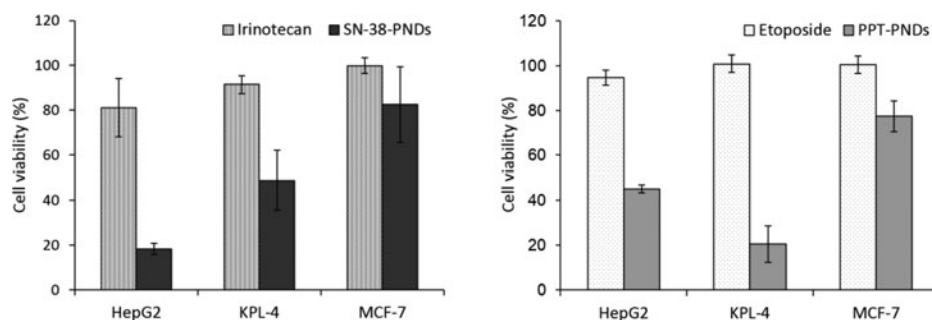 120
100
80
60
40
20
0
Cell viability (%)
Irinotecan SN-38-PNDs
HepG2 KPL-4 MCF-7
120
100
80
60
40
20
0
Cell viability (%)
Etoposide PPT-PNDs
HepG2 KPL-4 MCF-7